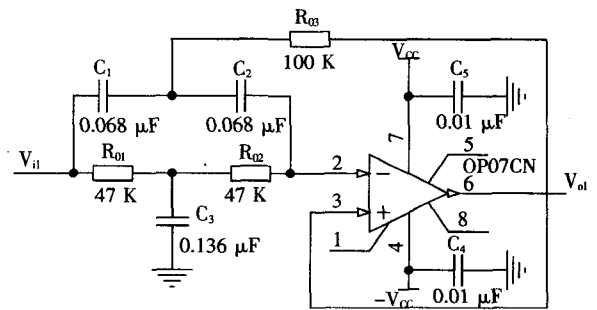 R03
100 K
VCC
C1
C2
C5
0.068 μF
0.068 μF
0.01 μF
7
5
Vi1
R01
R02
2
OP07CN
6
Vo1
47 K
47 K
3
C3
8
0.136 μF
1
4
C4
-VCC
0.01 μF